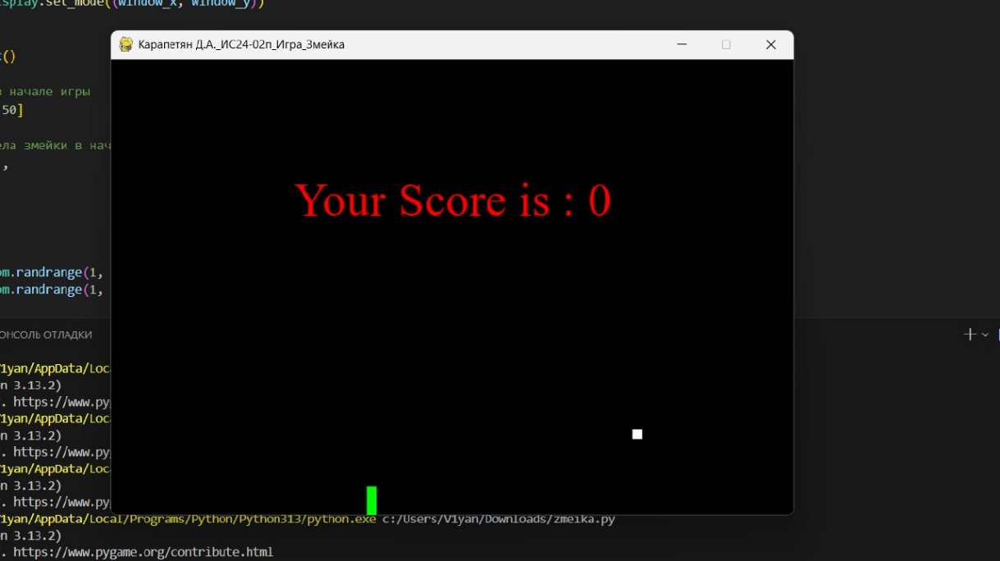 display.set_mode((window_x, window_y))
()
в начале игры
50]
ела змейки в нач
,
om.randrange(1,
om.randrange(1,
Карапетян Д.А._ИС24-02п_Игра_Змейка
Your Score is : 0
ОНСОЛЬ ОТЛАДКИ
V1yan/AppData/Loc
n 3.13.2)
. https://www.py
V1yan/AppData/Loc
n 3.13.2)
. https://www.py
V1yan/AppData/Loc
n 3.13.2)
. https://www.py
V1yan/AppData/Local/Programs/Python/Python313/python.exe c:/Users/V1yan/Downloads/zmeika.py
n 3.13.2)
. https://www.pygame.org/contribute.html